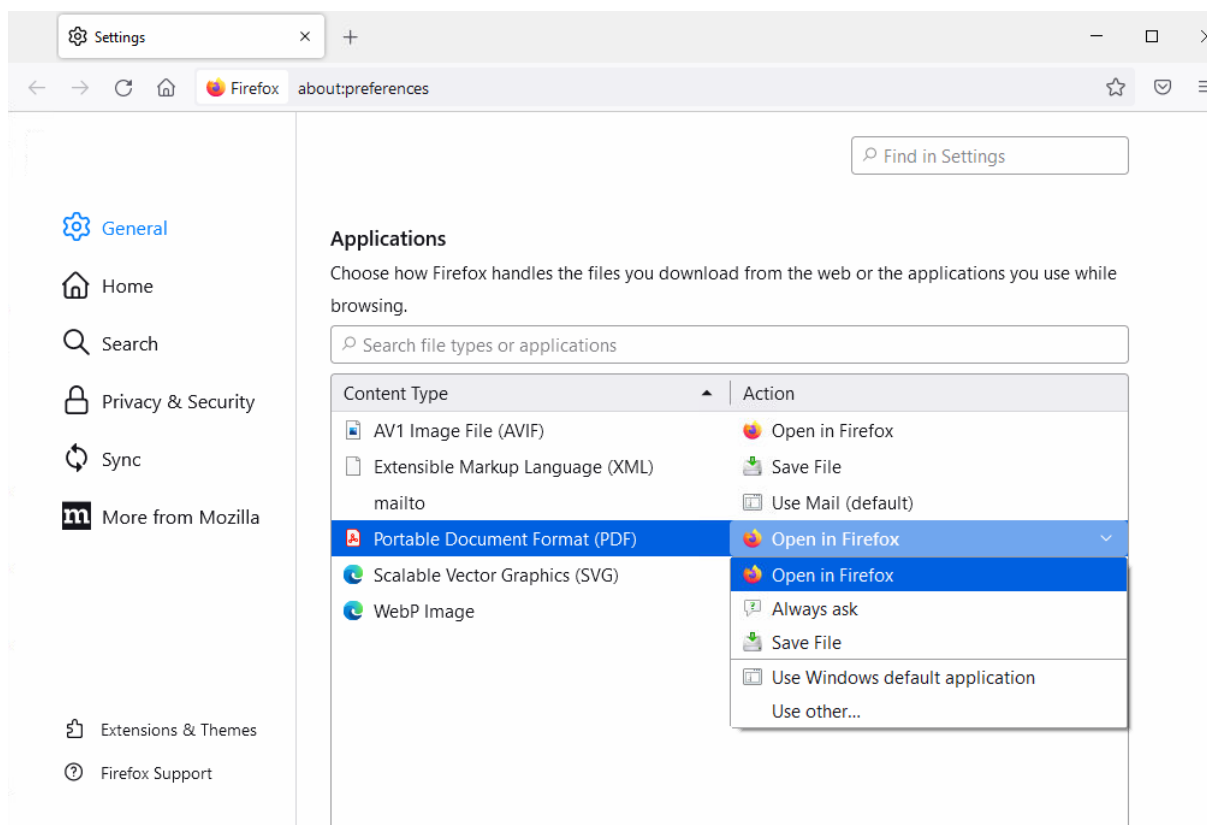 Settings
Firefox about:preferences
Find in Settings
General
Home
Search
Privacy & Security
Sync
More from Mozilla
Extensions & Themes
Firefox Support
Applications
Choose how Firefox handles the files you download from the web or the applications you use while
browsing.
Search file types or applications
Content Type Action
AV1 Image File (AVIF) Open in Firefox
Extensible Markup Language (XML) Save File
mailto Use Mail (default)
Portable Document Format (PDF) Open in Firefox
Scalable Vector Graphics (SVG) Open in Firefox
WebP Image Always ask
Save File
Use Windows default application
Use other...